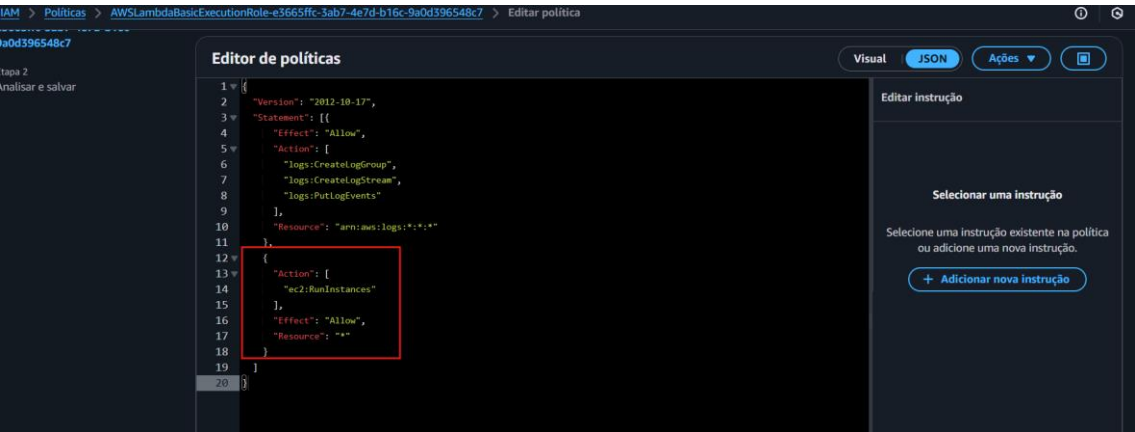 IAM > Políticas > AWSLambdaBasicExecutionRole-e3665ffc-3ab7-4e7d-b16c-9a0d396548c7 > Editar política
9a0d396548c7
Etapa 2
Analisar e salvar
Editor de políticas
Visual JSON Ações ▼
1 {
2 "Version": "2012-10-17",
3 "Statement": [{
4 "Effect": "Allow",
5 "Action": [
6 "logs:CreateLogGroup",
7 "logs:CreateLogStream",
8 "logs:PutLogEvents"
9 ],
10 "Resource": "arn:aws:logs:*:*:*"
11 },
12 {
13 "Action": [
14 "ec2:RunInstances"
15 ],
16 "Effect": "Allow",
17 "Resource": "*"
18 }
19 ]
20 }
Editar instrução
Selecionar uma instrução
Selecione uma instrução existente na política
ou adicione uma nova instrução.
+ Adicionar nova instrução